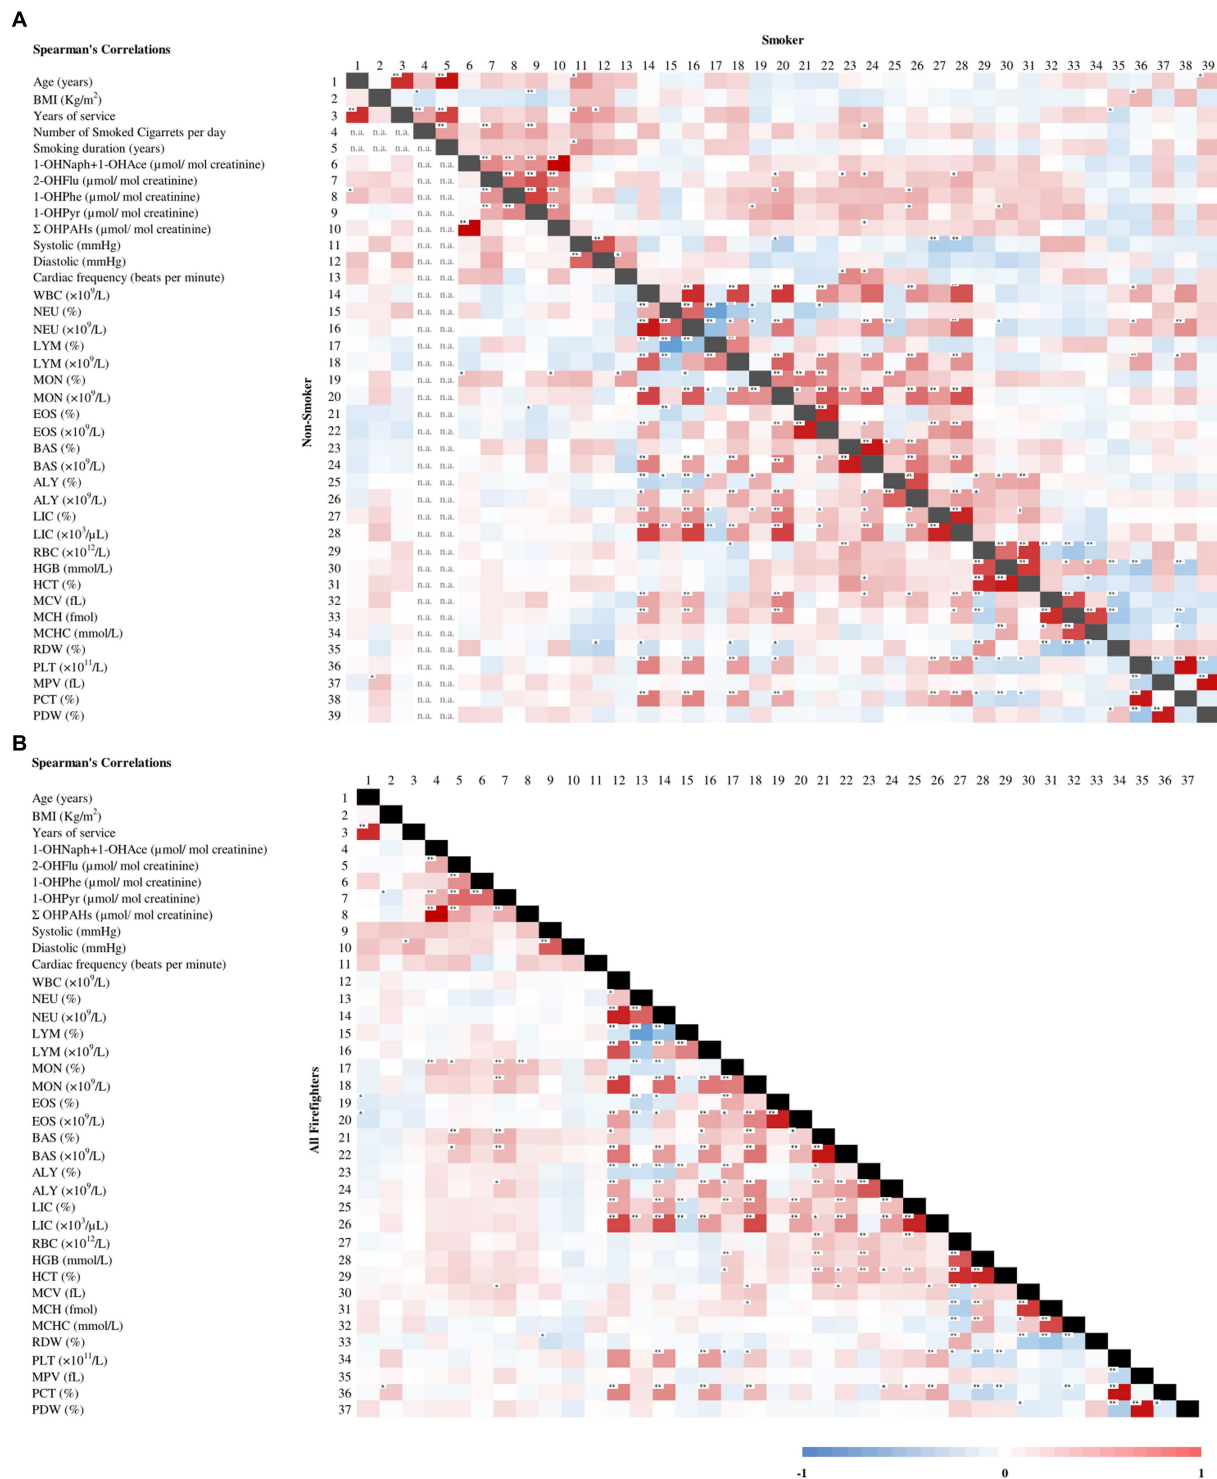 A
Spearman's Correlations
Smoker
1 2 3 4 5 6 7 8 9 10 11 12 13 14 15 16 17 18 19 20 21 22 23 24 25 26 27 28 29 30 31 32 33 34 35 36 37 38 39
Non-Smoker
Age (years) 1
BMI (Kg/m²) 2
Years of service 3
Number of Smoked Cigarrets per day 4 n.a. n.a. n.a.
Smoking duration (years) 5 n.a. n.a. n.a. n.a.
1-OHNaph+1-OHAce (µmol/ mol creatinine) 6 n.a. n.a.
2-OHFlu (µmol/ mol creatinine) 7 n.a. n.a.
1-OHPhe (µmol/ mol creatinine) 8 n.a. n.a.
1-OHPyr (µmol/ mol creatinine) 9 n.a. n.a.
Σ OHPAHs (µmol/ mol creatinine) 10 n.a. n.a.
Systolic (mmHg) 11 n.a. n.a.
Diastolic (mmHg) 12 n.a. n.a.
Cardiac frequency (beats per minute) 13 n.a. n.a.
WBC (×10⁹/L) 14 n.a. n.a.
NEU (%) 15 n.a. n.a.
NEU (×10⁹/L) 16 n.a. n.a.
LYM (%) 17 n.a. n.a.
LYM (×10⁹/L) 18 n.a. n.a.
MON (%) 19 n.a. n.a.
MON (×10⁹/L) 20 n.a. n.a.
EOS (%) 21 n.a. n.a.
EOS (×10⁹/L) 22 n.a. n.a.
BAS (%) 23 n.a. n.a.
BAS (×10⁹/L) 24 n.a. n.a.
ALY (%) 25 n.a. n.a.
ALY (×10⁹/L) 26 n.a. n.a.
LIC (%) 27 n.a. n.a.
LIC (×10³/µL) 28 n.a. n.a.
RBC (×10¹²/L) 29 n.a. n.a.
HGB (mmol/L) 30 n.a. n.a.
HCT (%) 31 n.a. n.a.
MCV (fL) 32 n.a. n.a.
MCH (fmol) 33 n.a. n.a.
MCHC (mmol/L) 34 n.a. n.a.
RDW (%) 35 n.a. n.a.
PLT (×10¹¹/L) 36 n.a. n.a.
MPV (fL) 37 n.a. n.a.
PCT (%) 38 n.a. n.a.
PDW (%) 39 n.a. n.a.
B
Spearman's Correlations
1 2 3 4 5 6 7 8 9 10 11 12 13 14 15 16 17 18 19 20 21 22 23 24 25 26 27 28 29 30 31 32 33 34 35 36 37
All Firefighters
Age (years) 1
BMI (Kg/m²) 2
Years of service 3
1-OHNaph+1-OHAce (µmol/ mol creatinine) 4
2-OHFlu (µmol/ mol creatinine) 5
1-OHPhe (µmol/ mol creatinine) 6
1-OHPyr (µmol/ mol creatinine) 7
Σ OHPAHs (µmol/ mol creatinine) 8
Systolic (mmHg) 9
Diastolic (mmHg) 10
Cardiac frequency (beats per minute) 11
WBC (×10⁹/L) 12
NEU (%) 13
NEU (×10⁹/L) 14
LYM (%) 15
LYM (×10⁹/L) 16
MON (%) 17
MON (×10⁹/L) 18
EOS (%) 19
EOS (×10⁹/L) 20
BAS (%) 21
BAS (×10⁹/L) 22
ALY (%) 23
ALY (×10⁹/L) 24
LIC (%) 25
LIC (×10³/µL) 26
RBC (×10¹²/L) 27
HGB (mmol/L) 28
HCT (%) 29
MCV (fL) 30
MCH (fmol) 31
MCHC (mmol/L) 32
RDW (%) 33
PLT (×10¹¹/L) 34
MPV (fL) 35
PCT (%) 36
PDW (%) 37
-1 0 1